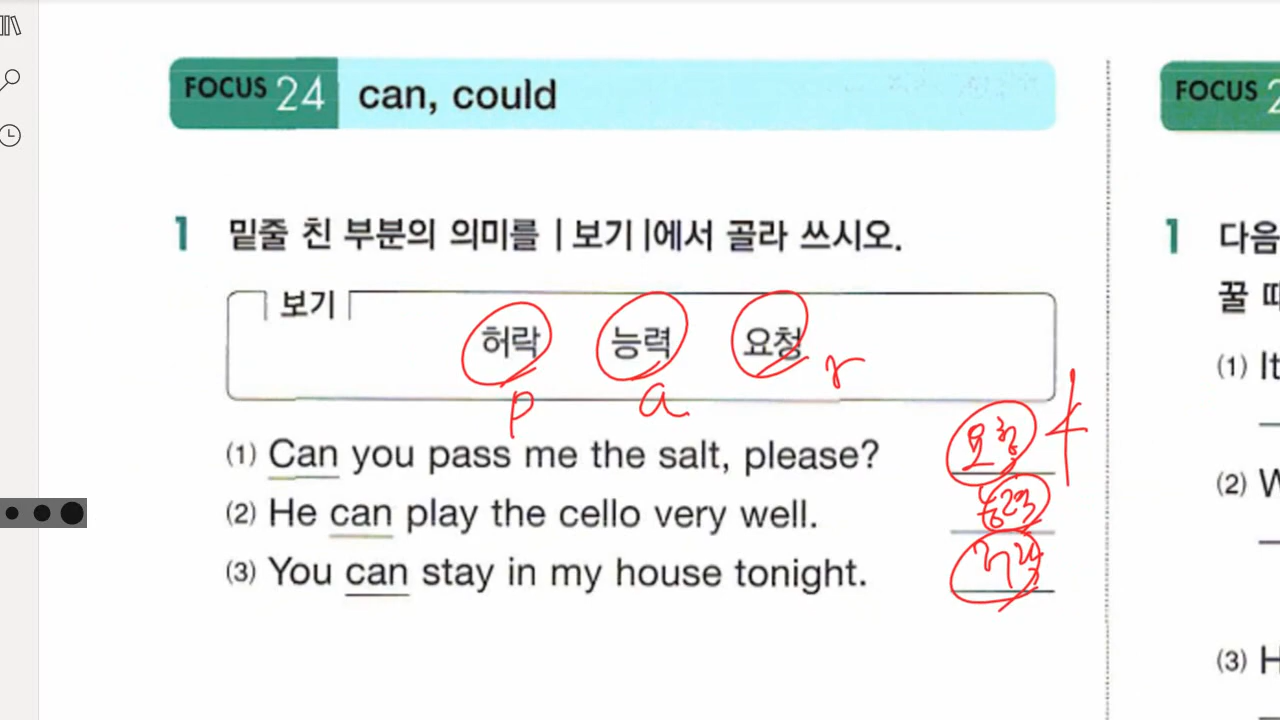 FOCUS 24 can, could
1 밑줄 친 부분의 의미를 | 보기 |에서 골라 쓰시오.
보기
허락 능력 요청
p a r
(1) Can you pass me the salt, please? 요청
(2) He can play the cello very well. 능력
(3) You can stay in my house tonight. 허락
FOCUS
1 다음
꿀 때
(1) It
(2) W
(3) H